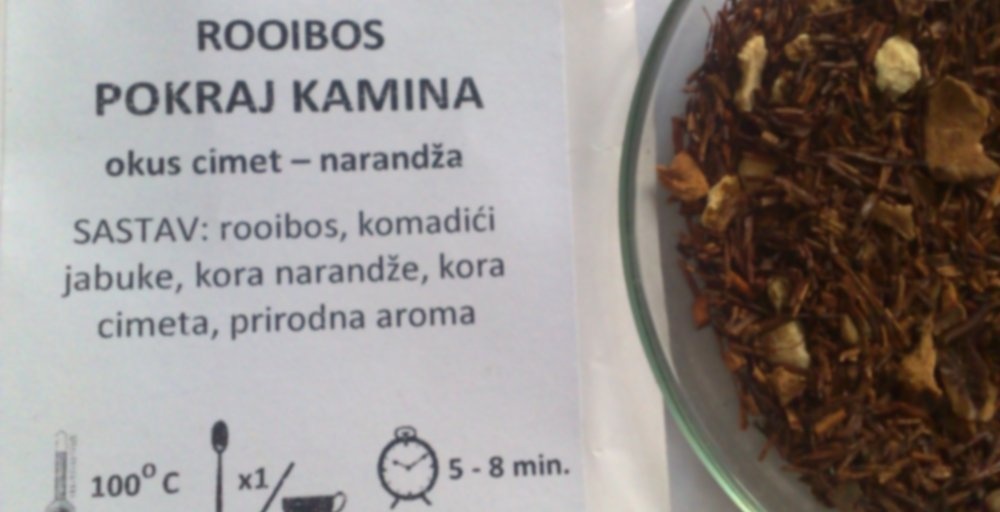 ROOIBOS
POKRAJ KAMINA
okus cimet – narandža
SASTAV: rooibos, komadići
jabuke, kora narandže, kora
cimeta, prirodna aroma
100° C x1/ 5 - 8 min.